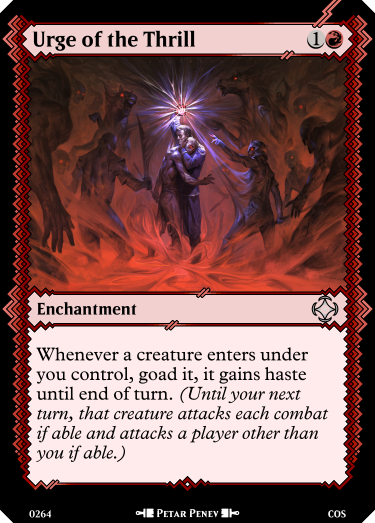 Urge of the Thrill
1
Enchantment
Whenever a creature enters under
you control, goad it, it gains haste
until end of turn. (Until your next
turn, that creature attacks each combat
if able and attacks a player other than
you if able.)
0264
PETAR PENEV
COS